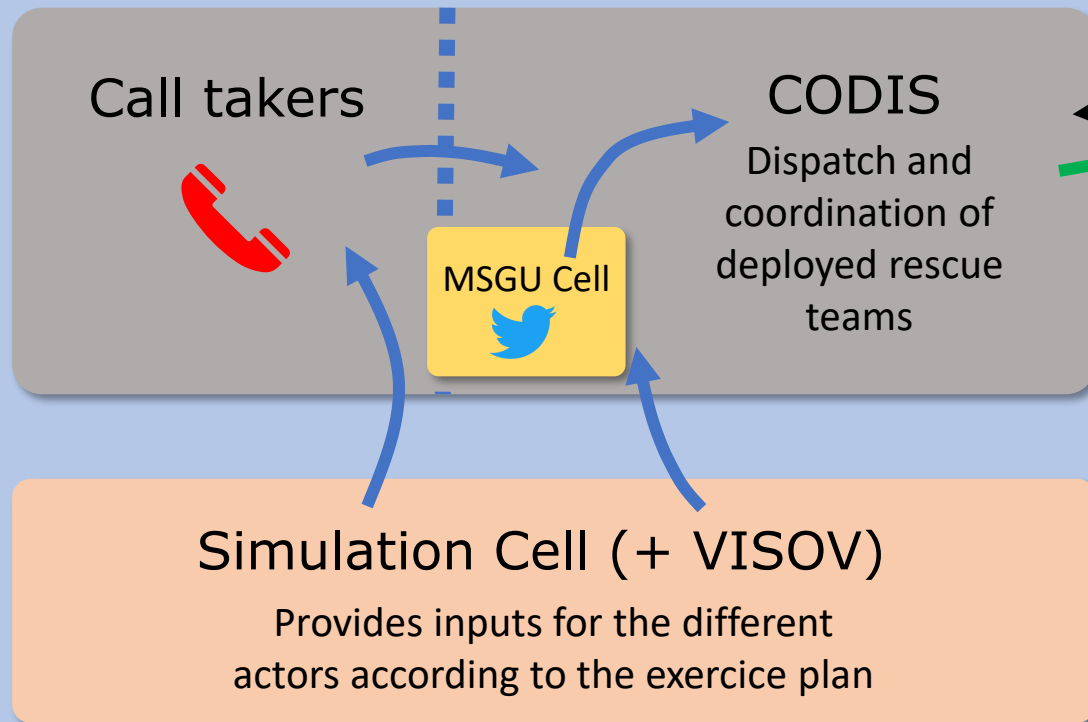 Call takers
CODIS
Dispatch and
coordination of
deployed rescue
teams
MSGU Cell
Simulation Cell (+ VISOV)
Provides inputs for the different
actors according to the exercice plan